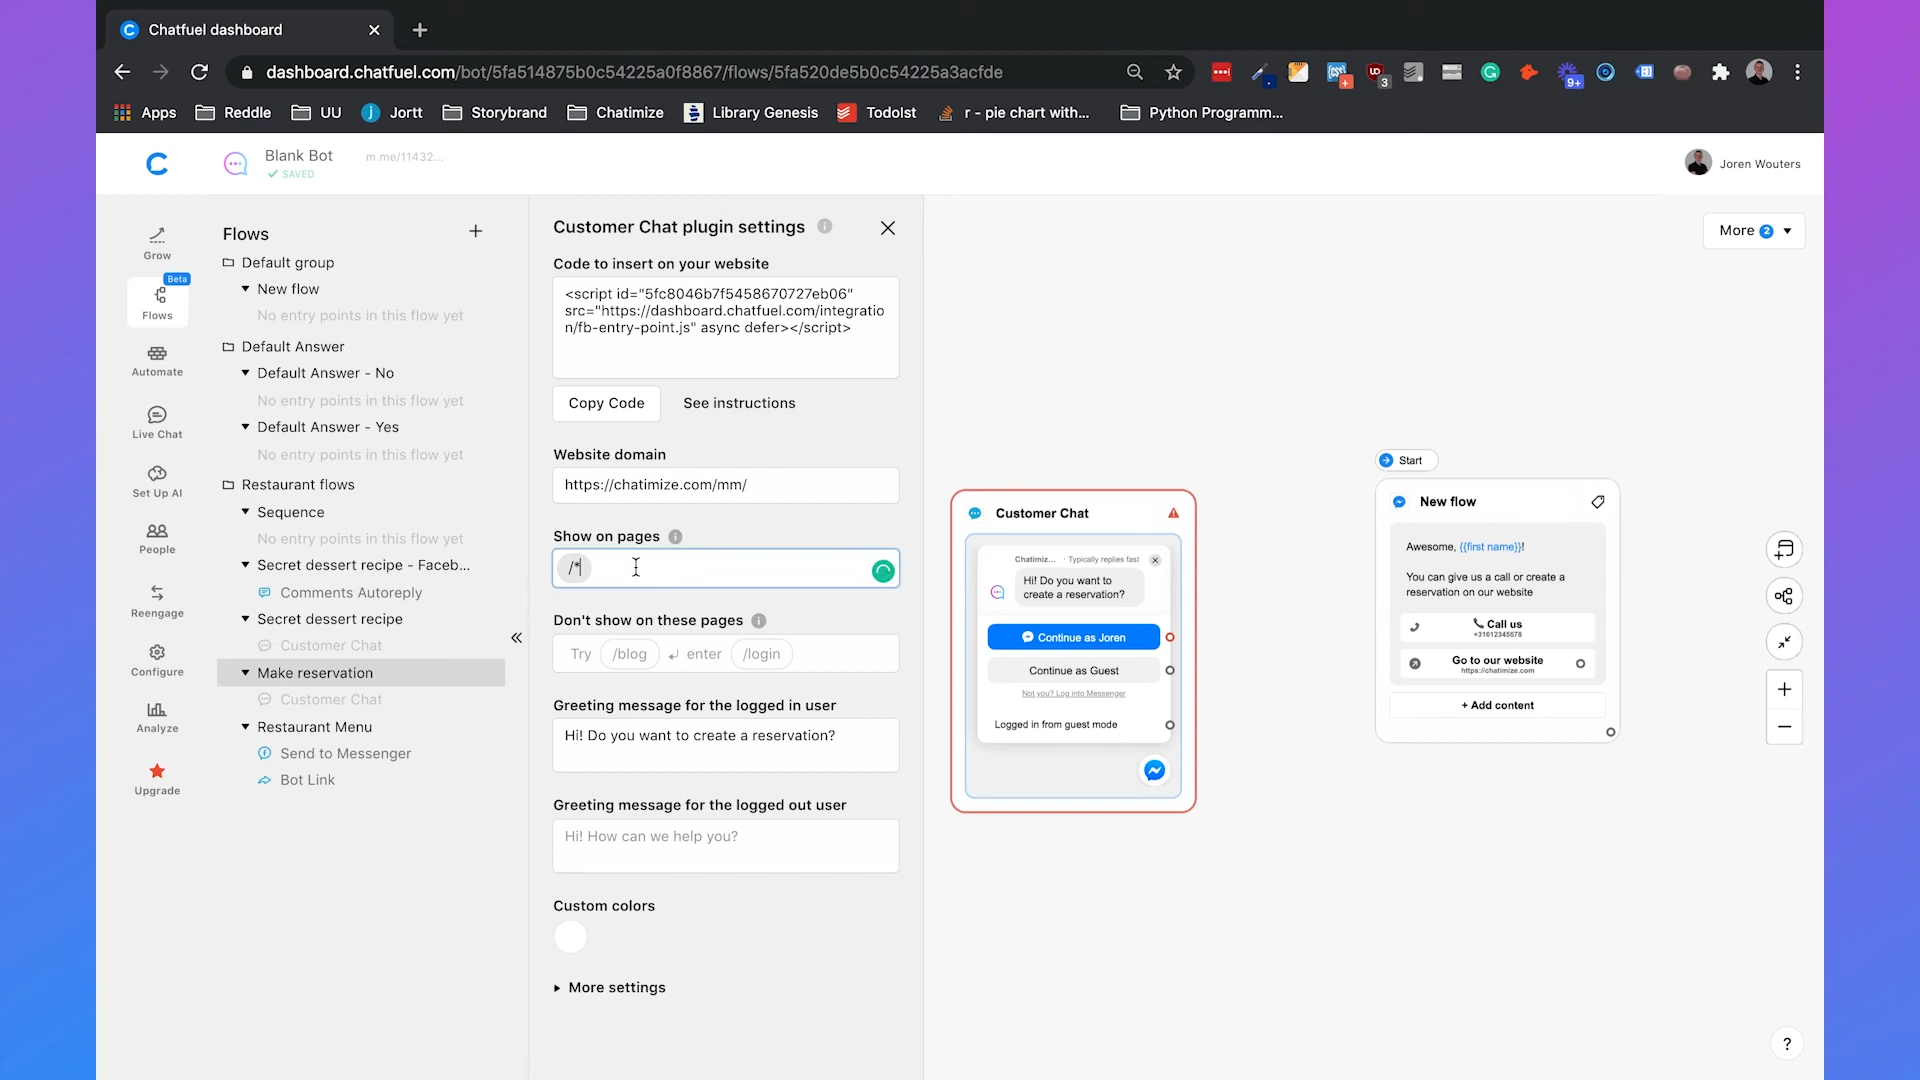 Chatfuel dashboard
dashboard.chatfuel.com/bot/5fa514875b0c54225a0f8867/flows/5fa520de5b0c54225a3acfde
3
9+
Apps
Reddle
UU
Jortt
Storybrand
Chatimize
Library Genesis
TodoIst
r - pie chart with...
Python Programm...
Blank Bot
m.me/11432...
SAVED
Joren Wouters
Grow
Beta
Flows
Automate
Live Chat
Set Up AI
People
Reengage
Configure
Analyze
Upgrade
Flows
Default group
New flow
No entry points in this flow yet
Default Answer
Default Answer - No
No entry points in this flow yet
Default Answer - Yes
No entry points in this flow yet
Restaurant flows
Sequence
No entry points in this flow yet
Secret dessert recipe - Faceb...
Comments Autoreply
Secret dessert recipe
Customer Chat
Make reservation
Customer Chat
Restaurant Menu
Send to Messenger
Bot Link
Customer Chat plugin settings
Code to insert on your website
<script id="5fc8046b7f5458670727eb06"
src="https://dashboard.chatfuel.com/integratio
n/fb-entry-point.js" async defer></script>
Copy Code
See instructions
Website domain
https://chatimize.com/mm/
Show on pages
/*
Don't show on these pages
Try /blog ↵ enter /login
Greeting message for the logged in user
Hi! Do you want to create a reservation?
Greeting message for the logged out user
Hi! How can we help you?
Custom colors
More settings
Customer Chat
Chatimiz... · Typically replies fast
Hi! Do you want to
create a reservation?
Continue as Joren
Continue as Guest
Not you? Log into Messenger
Logged in from guest mode
More 2
Start
New flow
Awesome, {{first name}}!
You can give us a call or create a
reservation on our website
Call us
+31612345678
Go to our website
https://chatimize.com
+ Add content
?